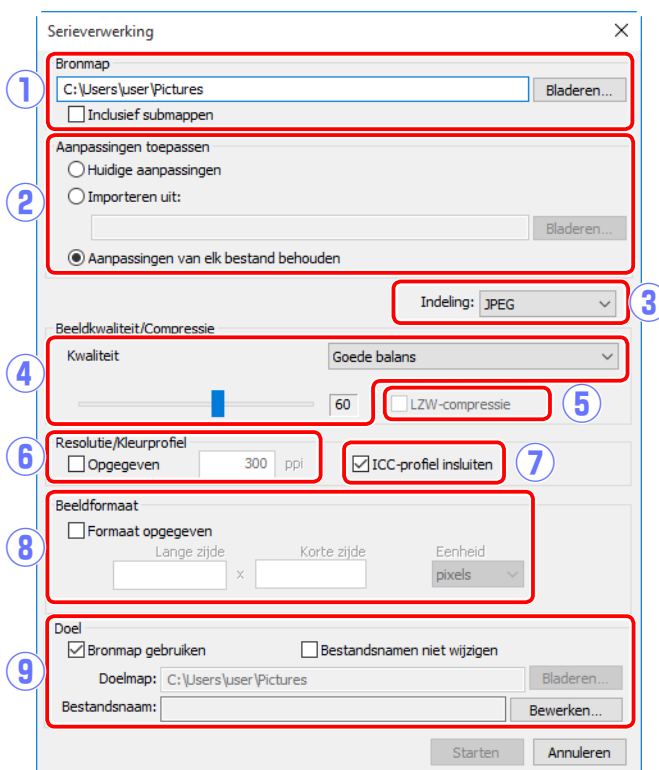 Serieverwerking
1
Bronmap
C:\Users\user\Pictures Bladeren...
Inclusief submappen
2
Aanpassingen toepassen
Huidige aanpassingen
Importeren uit:
Bladeren...
Aanpassingen van elk bestand behouden
Indeling: JPEG 3
Beeldkwaliteit/Compressie
4
Kwaliteit Goede balans
60 LZW-compressie 5
6
Resolutie/Kleurprofiel
Opgegeven 300 ppi ICC-profiel insluiten 7
8
Beeldformaat
Formaat opgegeven
Lange zijde Korte zijde Eenheid
x pixels
9
Doel
Bronmap gebruiken Bestandsnamen niet wijzigen
Doelmap: C:\Users\user\Pictures Bladeren...
Bestandsnaam: Bewerken...
Starten Annuleren